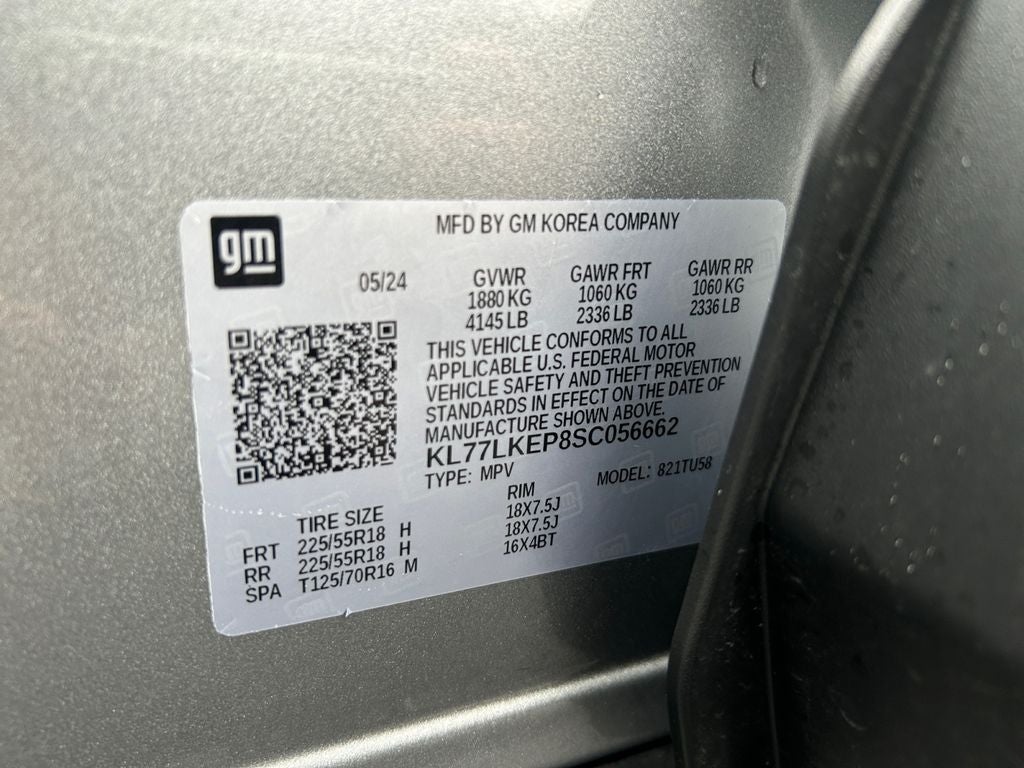 gm
MFD BY GM KOREA COMPANY
05/24 GVWR GAWR FRT GAWR RR
1880 KG 1060 KG 1060 KG
4145 LB 2336 LB 2336 LB
THIS VEHICLE CONFORMS TO ALL
APPLICABLE U.S. FEDERAL MOTOR
VEHICLE SAFETY AND THEFT PREVENTION
STANDARDS IN EFFECT ON THE DATE OF
MANUFACTURE SHOWN ABOVE.
KL77LKEP8SC056662
TYPE: MPV MODEL: 821TU58
TIRE SIZE RIM
FRT 225/55R18 H 18X7.5J
RR 225/55R18 H 18X7.5J
SPA T125/70R16 M 16X4BT